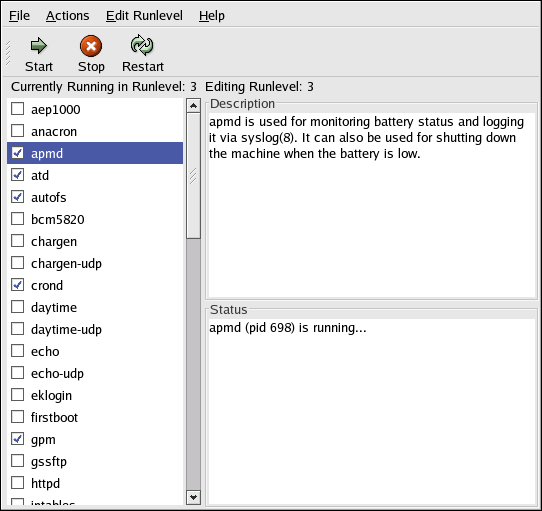 File Actions Edit Runlevel Help
Start Stop Restart
Currently Running in Runlevel: 3 Editing Runlevel: 3
aep1000
anacron
apmd
atd
autofs
bcm5820
chargen
chargen-udp
crond
daytime
daytime-udp
echo
echo-udp
eklogin
firstboot
gpm
gssftp
httpd
iptables
Description
apmd is used for monitoring battery status and logging
it via syslog(8). It can also be used for shutting down
the machine when the battery is low.
Status
apmd (pid 698) is running...